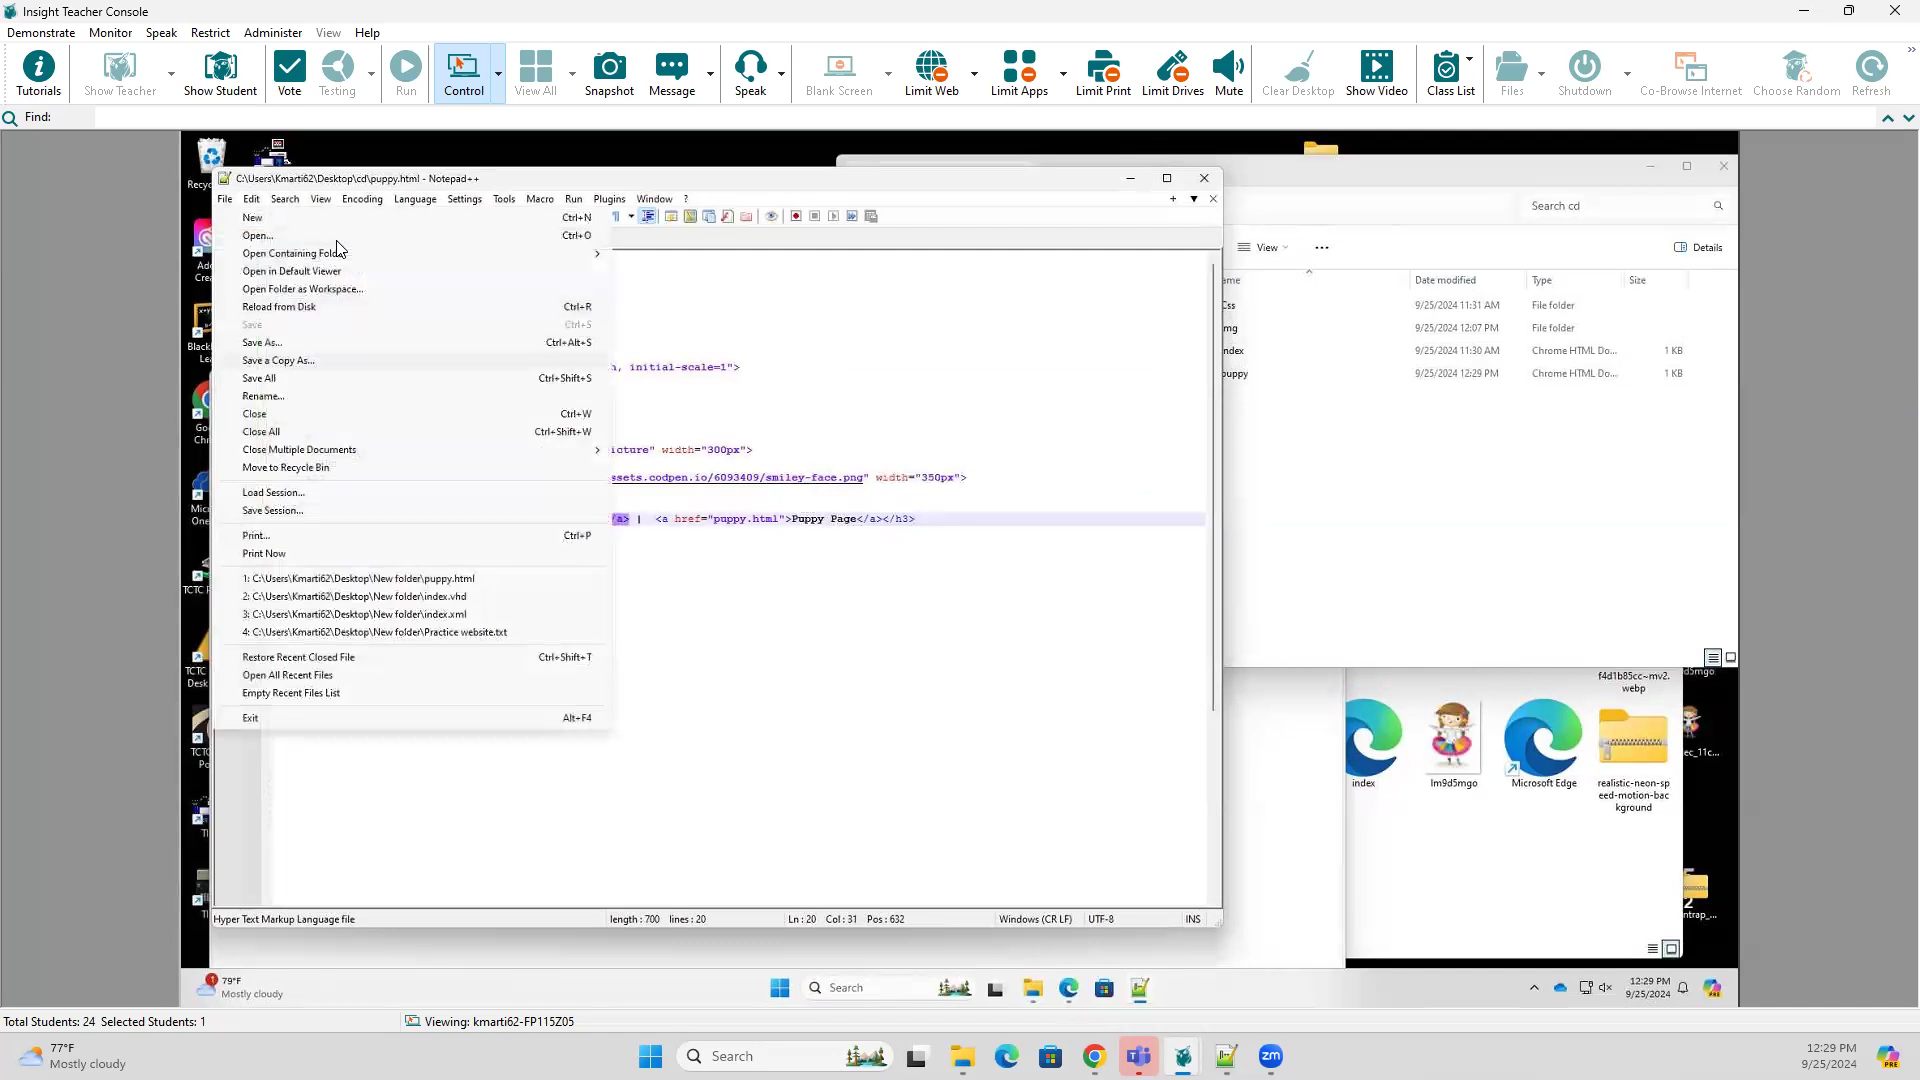 Insight Teacher Console
Demonstrate Monitor Speak Restrict Administer View Help
Tutorials Show Teacher Show Student Vote Testing Run Control View All Snapshot Message Speak Blank Screen Limit Web Limit Apps Limit Print Limit Drives Mute Clear Desktop Show Video Class List Files Shutdown Co-Browse Internet Choose Random Refresh
Find:
C:\Users\Kmarti62\Desktop\cd\puppy.html - Notepad++
File Edit Search View Encoding Language Settings Tools Macro Run Plugins Window ?
Search cd
New Ctrl+N
Open... Ctrl+O
View
Details
Open Containing Folder
Open in Default Viewer
Open Folder as Workspace...
Reload from Disk Ctrl+R
Save Ctrl+S
Save As... Ctrl+Alt+S
Save a Copy As...
Save All Ctrl+Shift+S
Rename...
Close Ctrl+W
Close All Ctrl+Shift+W
Close Multiple Documents
Move to Recycle Bin
Load Session...
Save Session...
Print... Ctrl+P
Print Now
1: C:\Users\Kmarti62\Desktop\New folder\puppy.html
2: C:\Users\Kmarti62\Desktop\New folder\index.vhd
3: C:\Users\Kmarti62\Desktop\New folder\index.xml
4: C:\Users\Kmarti62\Desktop\New folder\Practice website.txt
Restore Recent Closed File Ctrl+Shift+T
Open All Recent Files
Empty Recent Files List
Exit Alt+F4
, initial-scale=1">
icture" width="300px">
ssets.codpen.io/6093409/smiley-face.png" width="350px">
/a> | <a href="puppy.html">Puppy Page</a></h3>
ame Date modified Type Size
Css 9/25/2024 11:31 AM File folder
mg 9/25/2024 12:07 PM File folder
ndex 9/25/2024 11:30 AM Chrome HTML Do... 1 KB
puppy 9/25/2024 12:29 PM Chrome HTML Do... 1 KB
f4d1b85cc~mv2.
webp
index
lm9d5mgo
Microsoft Edge
realistic-neon-sp
eed-motion-bac
kground
d5mgo
ec_11c...
ntrap_...
Hyper Text Markup Language file length : 700 lines : 20 Ln : 20 Col : 31 Pos : 632 Windows (CR LF) UTF-8 INS
79°F
Mostly cloudy
Search
12:29 PM
9/25/2024
Total Students: 24 Selected Students: 1 Viewing: kmarti62-FP115Z05
77°F
Mostly cloudy
Search
zm
12:29 PM
9/25/2024